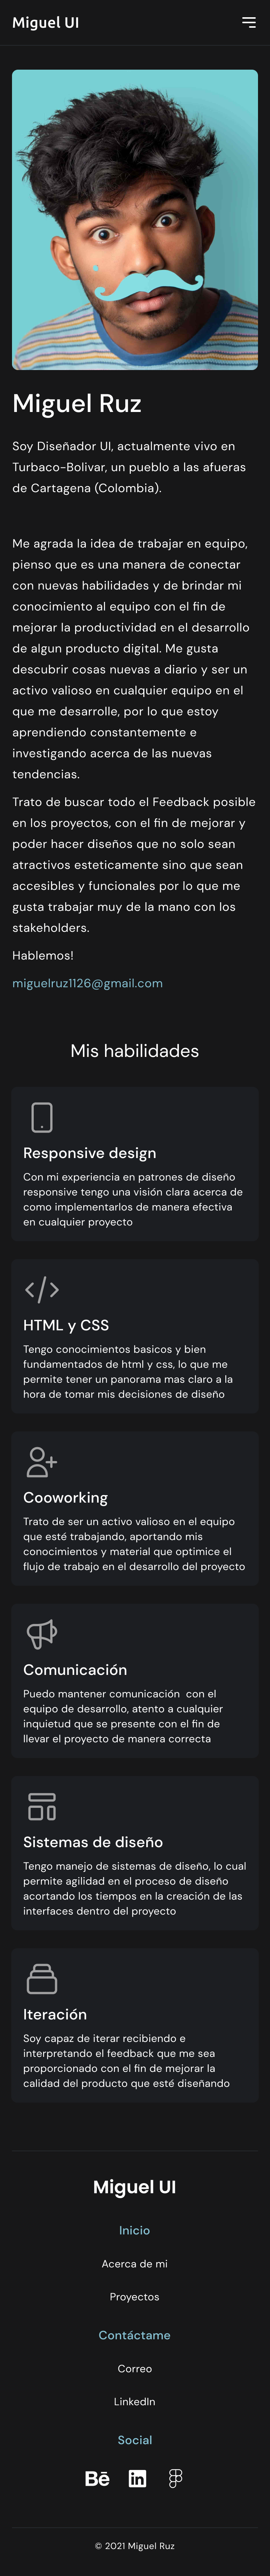 Miguel UI
Miguel Ruz
Soy Diseñador UI, actualmente vivo en
Turbaco-Bolivar, un pueblo a las afueras
de Cartagena (Colombia).
Me agrada la idea de trabajar en equipo,
pienso que es una manera de conectar
con nuevas habilidades y de brindar mi
conocimiento al equipo con el fin de
mejorar la productividad en el desarrollo
de algun producto digital. Me gusta
descubrir cosas nuevas a diario y ser un
activo valioso en cualquier equipo en el
que me desarrolle, por lo que estoy
aprendiendo constantemente e
investigando acerca de las nuevas
tendencias.
Trato de buscar todo el Feedback posible
en los proyectos, con el fin de mejorar y
poder hacer diseños que no solo sean
atractivos esteticamente sino que sean
accesibles y funcionales por lo que me
gusta trabajar muy de la mano con los
stakeholders.
Hablemos!
miguelruz1126@gmail.com
Mis habilidades
Responsive design
Con mi experiencia en patrones de diseño
responsive tengo una visión clara acerca de
como implementarlos de manera efectiva
en cualquier proyecto
HTML y CSS
Tengo conocimientos basicos y bien
fundamentados de html y css, lo que me
permite tener un panorama mas claro a la
hora de tomar mis decisiones de diseño
Cooworking
Trato de ser un activo valioso en el equipo
que esté trabajando, aportando mis
conocimientos y material que optimice el
flujo de trabajo en el desarrollo del proyecto
Comunicación
Puedo mantener comunicación con el
equipo de desarrollo, atento a cualquier
inquietud que se presente con el fin de
llevar el proyecto de manera correcta
Sistemas de diseño
Tengo manejo de sistemas de diseño, lo cual
permite agilidad en el proceso de diseño
acortando los tiempos en la creación de las
interfaces dentro del proyecto
Iteración
Soy capaz de iterar recibiendo e
interpretando el feedback que me sea
proporcionado con el fin de mejorar la
calidad del producto que esté diseñando
Miguel UI
Inicio
Acerca de mi
Proyectos
Contáctame
Correo
LinkedIn
Social
Bē in
© 2021 Miguel Ruz